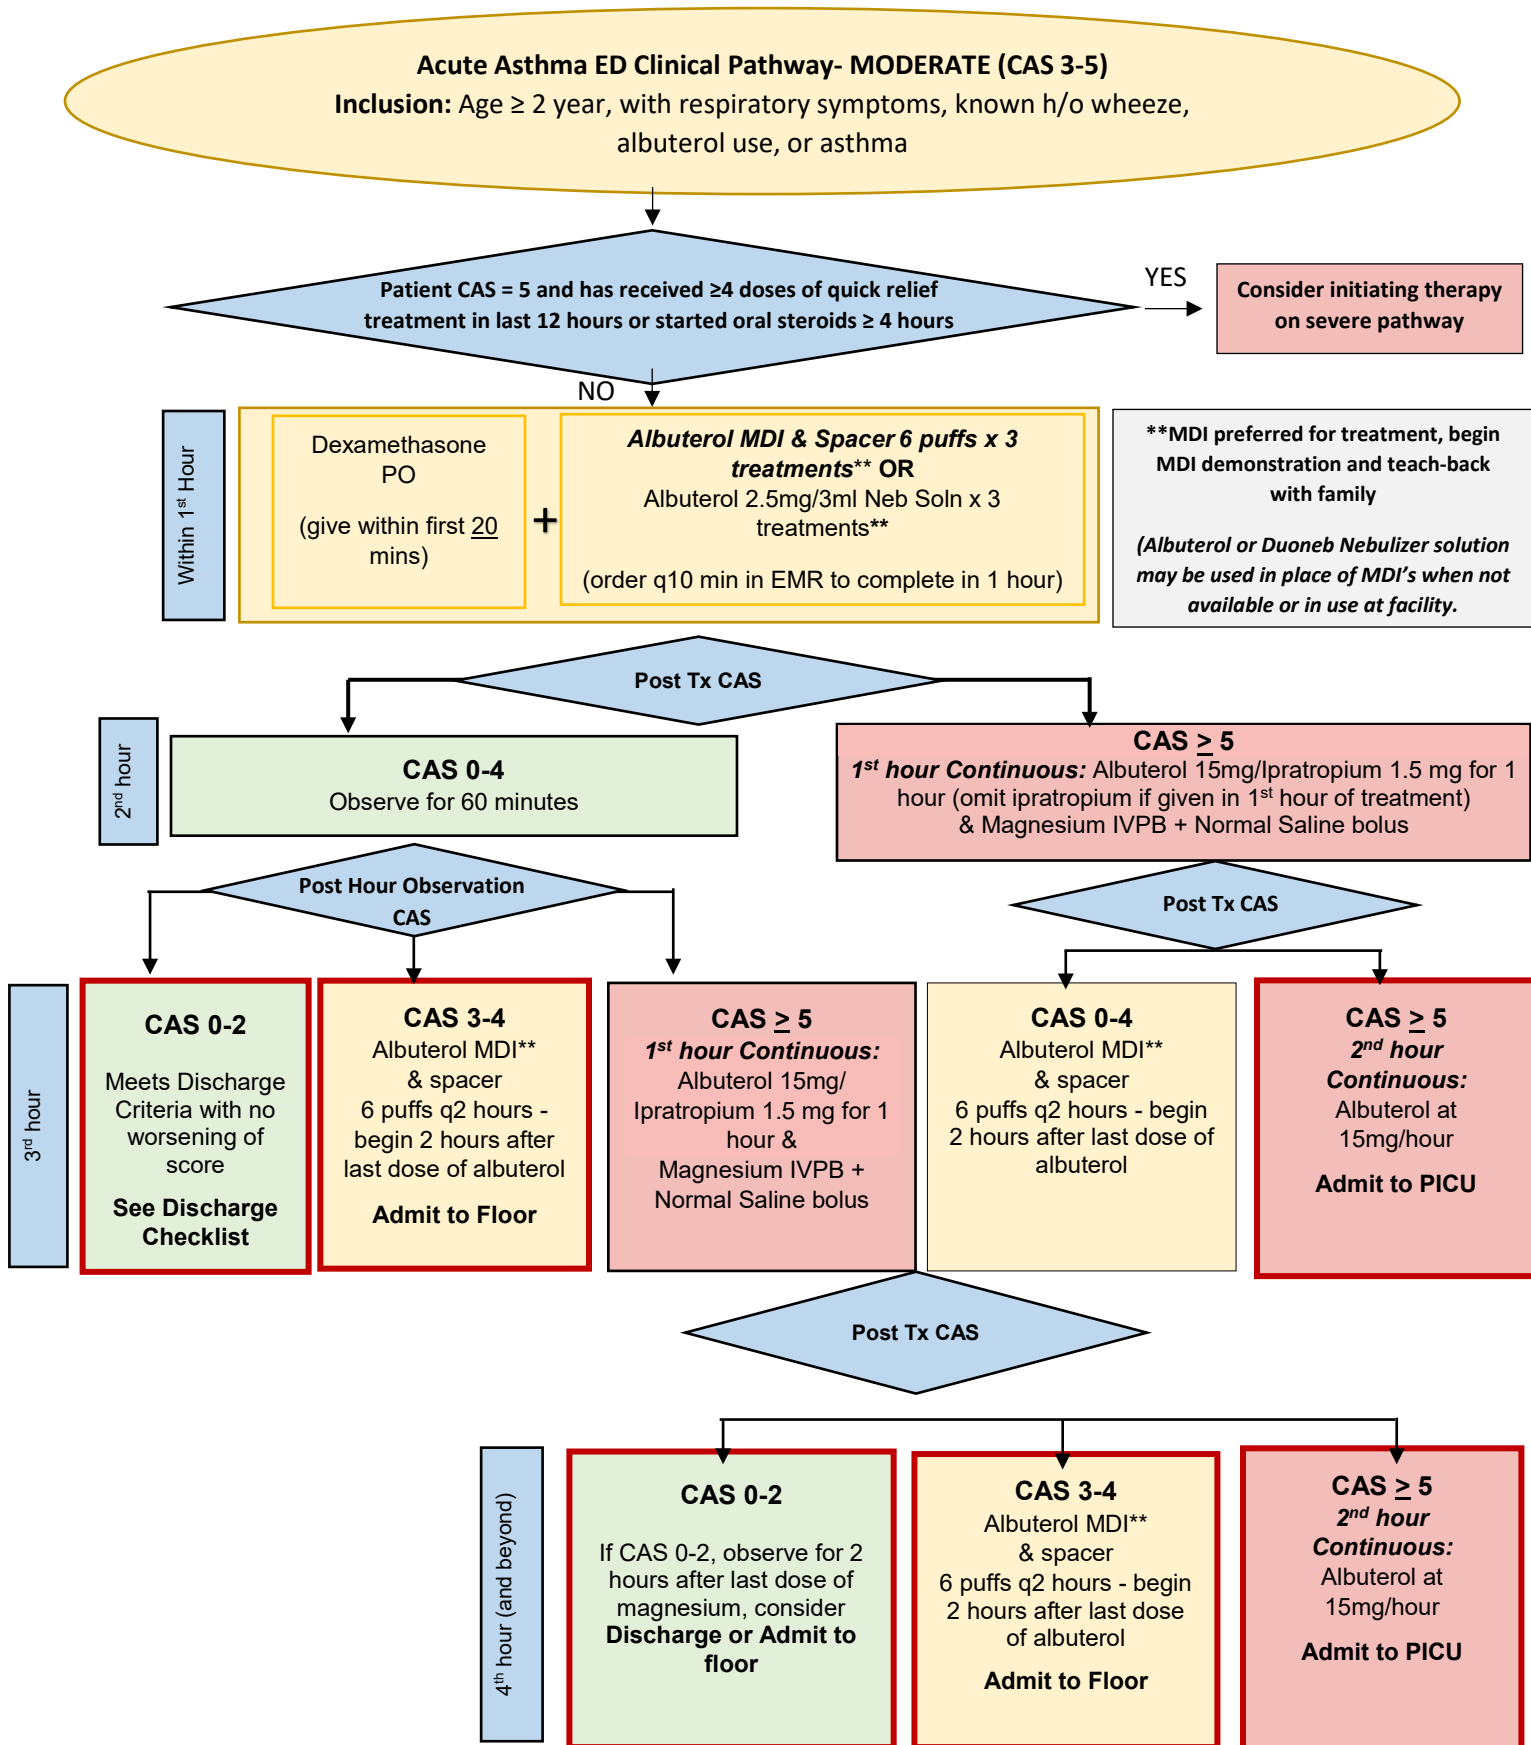 Acute Asthma ED Clinical Pathway- MODERATE (CAS 3-5)
Inclusion: Age ≥ 2 year, with respiratory symptoms, known h/o wheeze,
albuterol use, or asthma
Patient CAS = 5 and has received ≥4 doses of quick relief
treatment in last 12 hours or started oral steroids ≥ 4 hours
YES
Consider initiating therapy
on severe pathway
NO
Within 1st Hour
Dexamethasone
PO
(give within first 20
mins)
+
Albuterol MDI & Spacer 6 puffs x 3
treatments** OR
Albuterol 2.5mg/3ml Neb Soln x 3
treatments**
(order q10 min in EMR to complete in 1 hour)
**MDI preferred for treatment, begin
MDI demonstration and teach-back
with family
(Albuterol or Duoneb Nebulizer solution
may be used in place of MDI's when not
available or in use at facility.
Post Tx CAS
2nd hour
CAS 0-4
Observe for 60 minutes
CAS ≥ 5
1st hour Continuous: Albuterol 15mg/Ipratropium 1.5 mg for 1
hour (omit ipratropium if given in 1st hour of treatment)
& Magnesium IVPB + Normal Saline bolus
Post Hour Observation
CAS
Post Tx CAS
3rd hour
CAS 0-2
Meets Discharge
Criteria with no
worsening of
score
See Discharge
Checklist
CAS 3-4
Albuterol MDI**
& spacer
6 puffs q2 hours -
begin 2 hours after
last dose of albuterol
Admit to Floor
CAS ≥ 5
1st hour Continuous:
Albuterol 15mg/
Ipratropium 1.5 mg for 1
hour &
Magnesium IVPB +
Normal Saline bolus
CAS 0-4
Albuterol MDI**
& spacer
6 puffs q2 hours - begin
2 hours after last dose of
albuterol
CAS ≥ 5
2nd hour
Continuous:
Albuterol at
15mg/hour
Admit to PICU
Post Tx CAS
4th hour (and beyond)
CAS 0-2
If CAS 0-2, observe for 2
hours after last dose of
magnesium, consider
Discharge or Admit to
floor
CAS 3-4
Albuterol MDI**
& spacer
6 puffs q2 hours - begin
2 hours after last dose
of albuterol
Admit to Floor
CAS ≥ 5
2nd hour
Continuous:
Albuterol at
15mg/hour
Admit to PICU